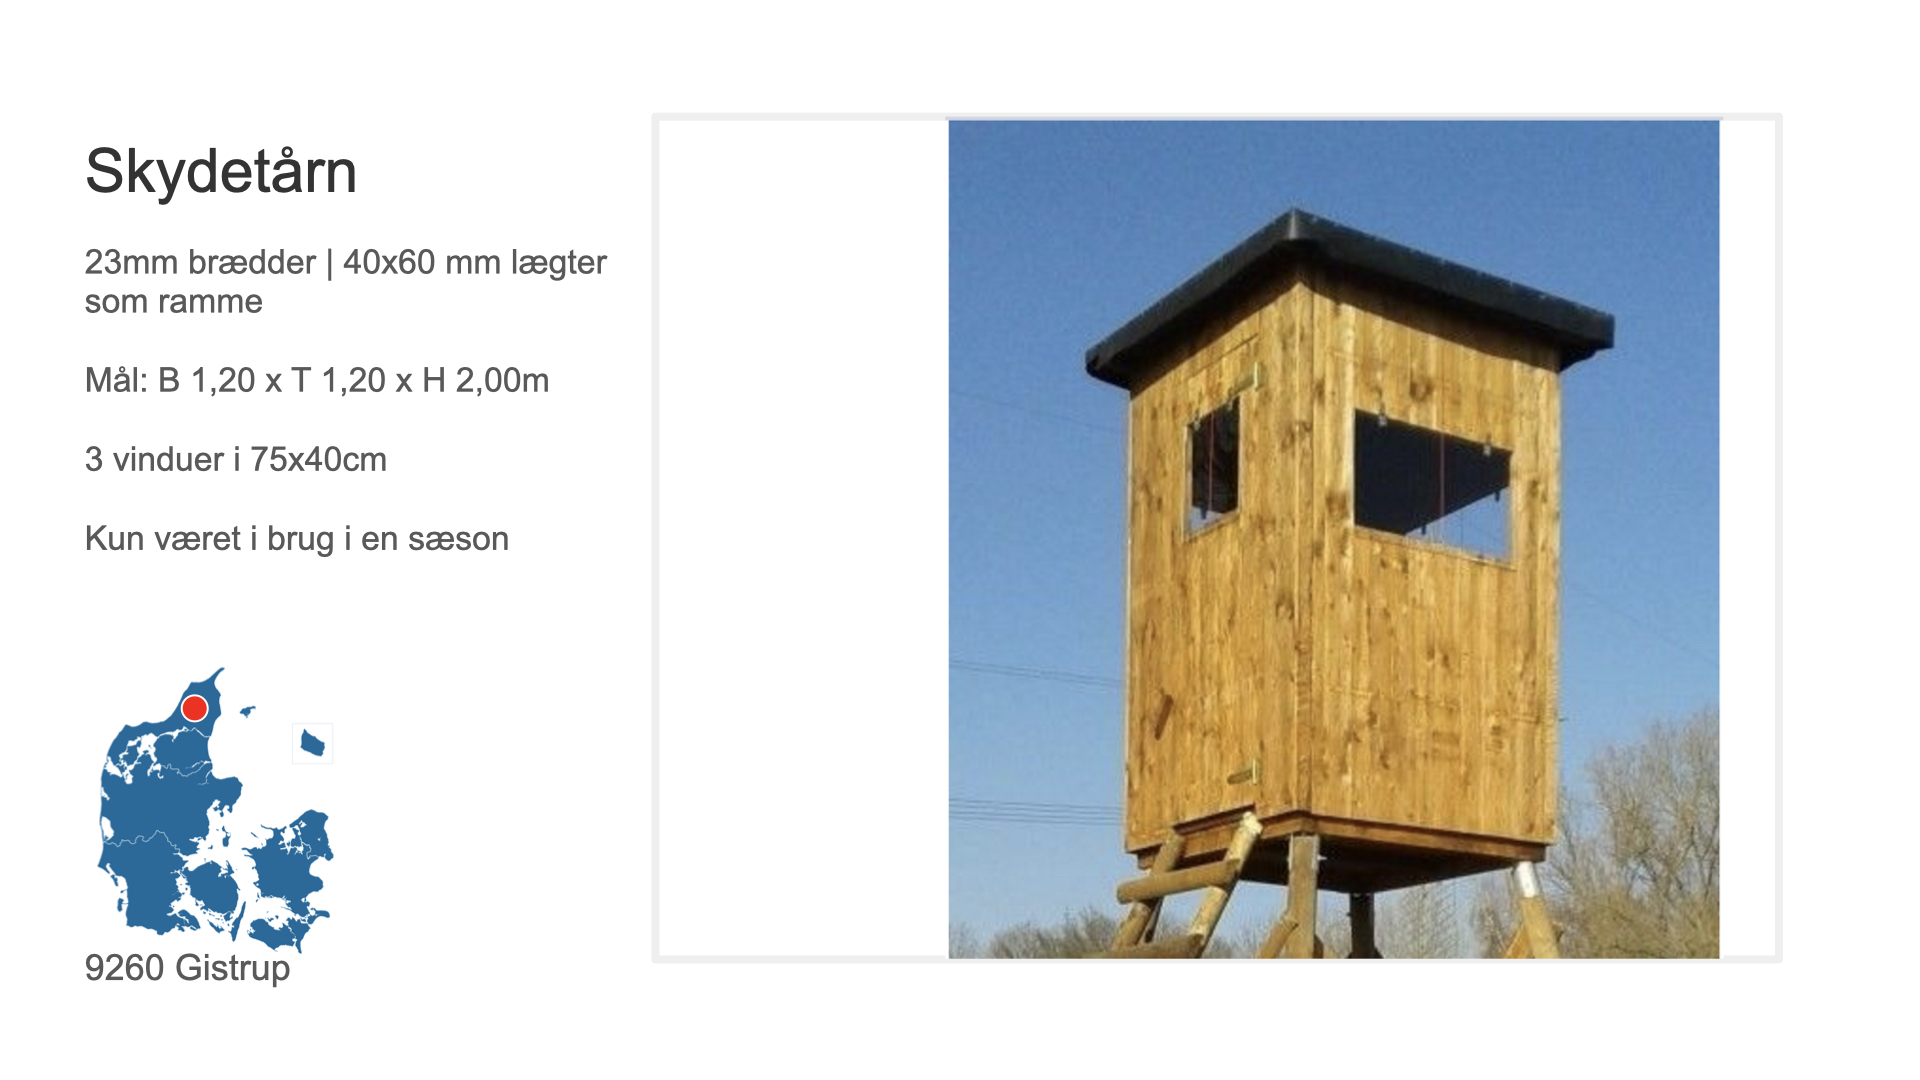 Skydetårn
23mm brædder | 40x60 mm lægter
som ramme
Mål: B 1,20 x T 1,20 x H 2,00m
3 vinduer i 75x40cm
Kun været i brug i en sæson
9260 Gistrup